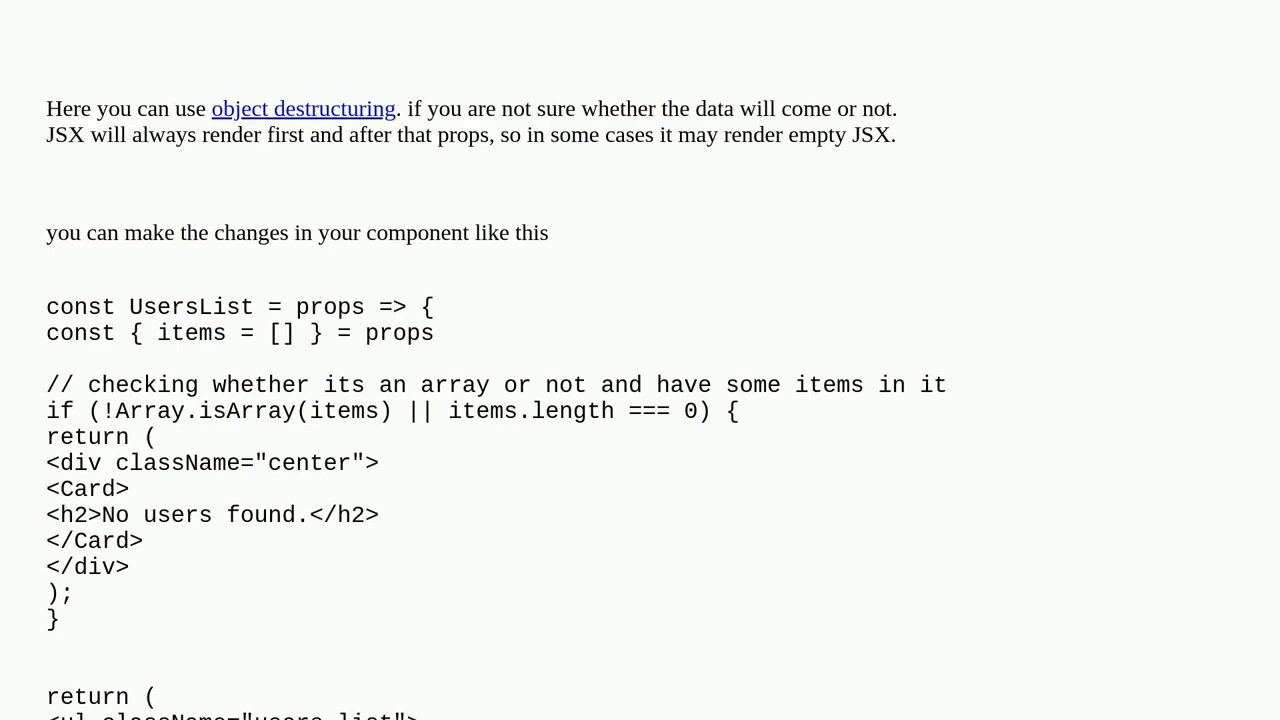 Here you can use object destructuring. if you are not sure whether the data will come or not.
JSX will always render first and after that props, so in some cases it may render empty JSX.
you can make the changes in your component like this
const UsersList = props => {
const { items = [] } = props
// checking whether its an array or not and have some items in it
if (!Array.isArray(items) || items.length === 0) {
return (
<div className="center">
<Card>
<h2>No users found.</h2>
</Card>
</div>
);
}
return (
<ul className="users-list">